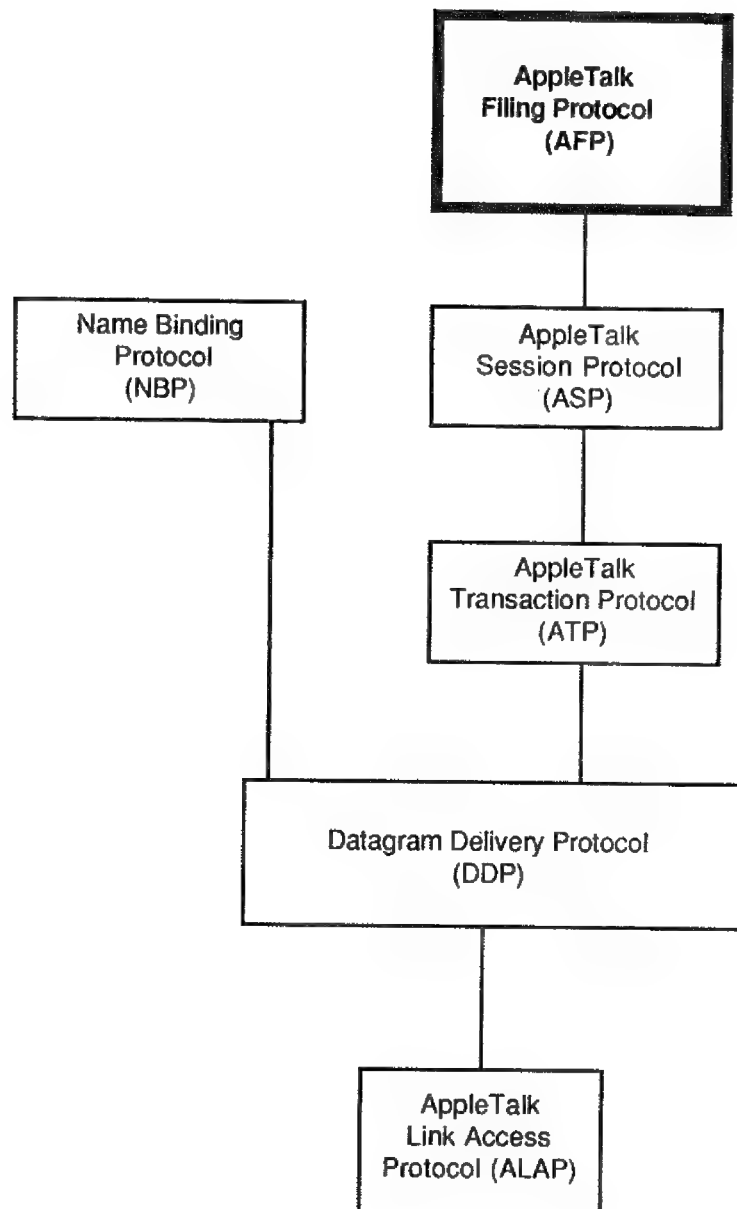 AppleTalk
Filing Protocol
(AFP)
Name Binding
Protocol
(NBP)
AppleTalk
Session Protocol
(ASP)
AppleTalk
Transaction Protocol
(ATP)
Datagram Delivery Protocol
(DDP)
AppleTalk
Link Access
Protocol (ALAP)